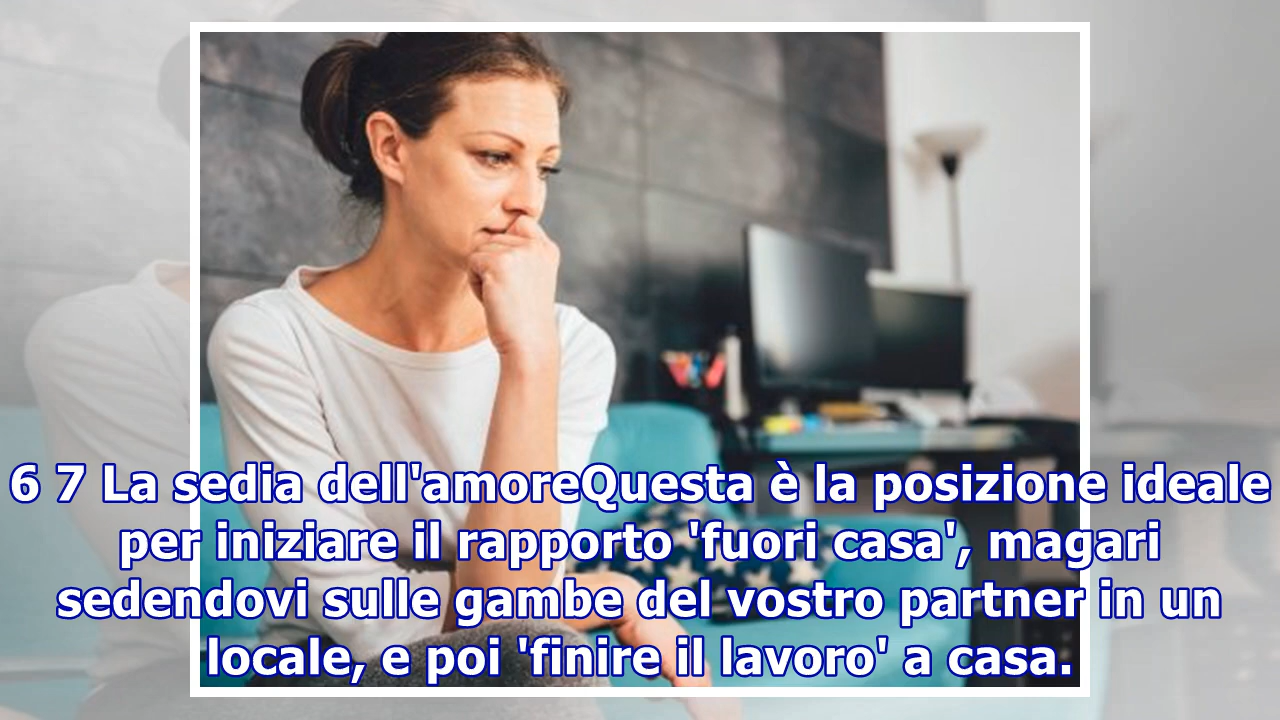 6 7 La sedia dell'amoreQuesta è la posizione ideale
per iniziare il rapporto 'fuori casa', magari
sedendovi sulle gambe del vostro partner in un
locale, e poi 'finire il lavoro' a casa.